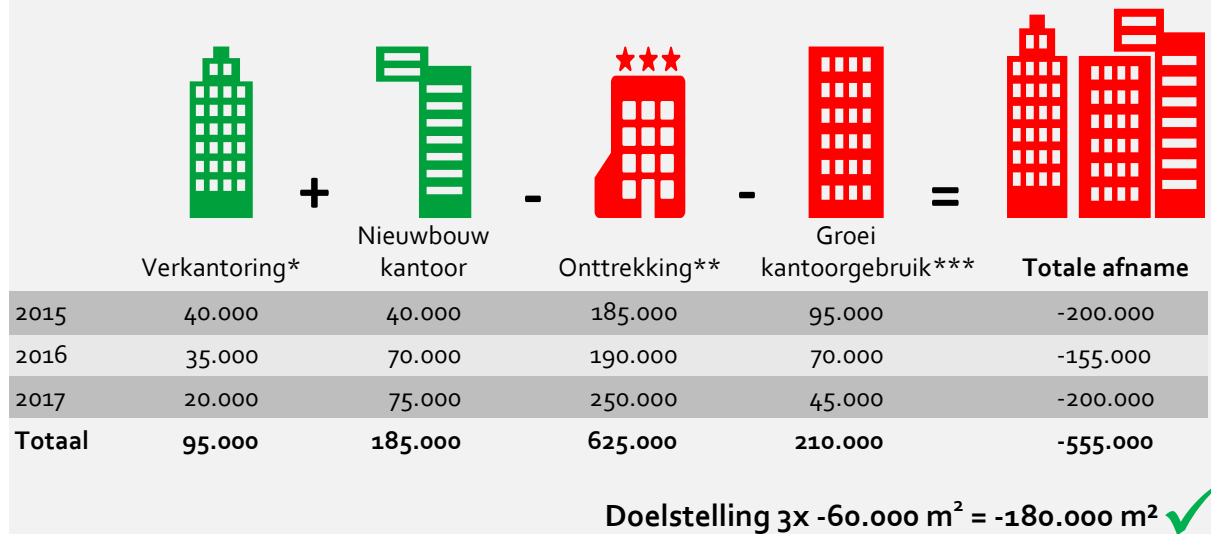 + - - =
Nieuwbouw Groei
Verkantoring* kantoor Onttrekking** kantoorgebruik*** Totale afname
2015 40.000 40.000 185.000 95.000 -200.000
2016 35.000 70.000 190.000 70.000 -155.000
2017 20.000 75.000 250.000 45.000 -200.000
Totaal 95.000 185.000 625.000 210.000 -555.000
Doelstelling 3x -60.000 m² = -180.000 m²